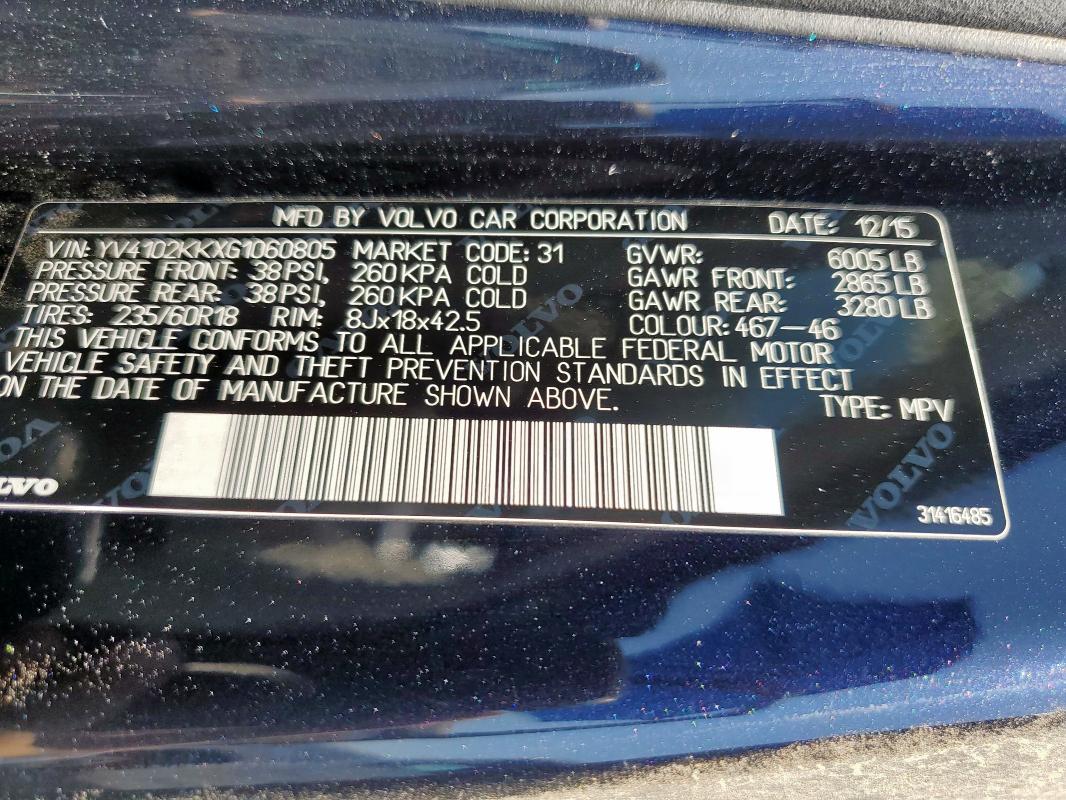 MFD BY VOLVO CAR CORPORATION DATE: 12/15
VIN: YV4102KKXG1060805 MARKET CODE: 31 GVWR: 6005 LB
PRESSURE FRONT: 38 PSI, 260 KPA COLD GAWR FRONT: 2865 LB
PRESSURE REAR: 38 PSI, 260 KPA COLD GAWR REAR: 3280 LB
TIRES: 235/60R18 RIM: 8Jx18x42.5 COLOUR: 467-46
THIS VEHICLE CONFORMS TO ALL APPLICABLE FEDERAL MOTOR
VEHICLE SAFETY AND THEFT PREVENTION STANDARDS IN EFFECT
ON THE DATE OF MANUFACTURE SHOWN ABOVE.
TYPE: MPV
VOLVO
31416485